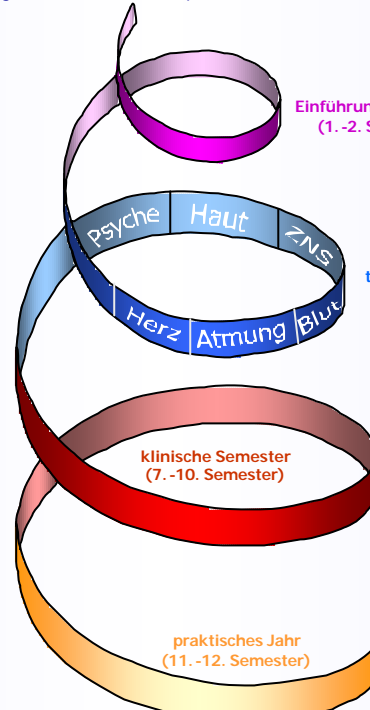 Einführun
(1.-2. S
Psyche Haut ZNS
t
Herz Atmung Blut
klinische Semester
(7.-10. Semester)
praktisches Jahr
(11.-12. Semester)